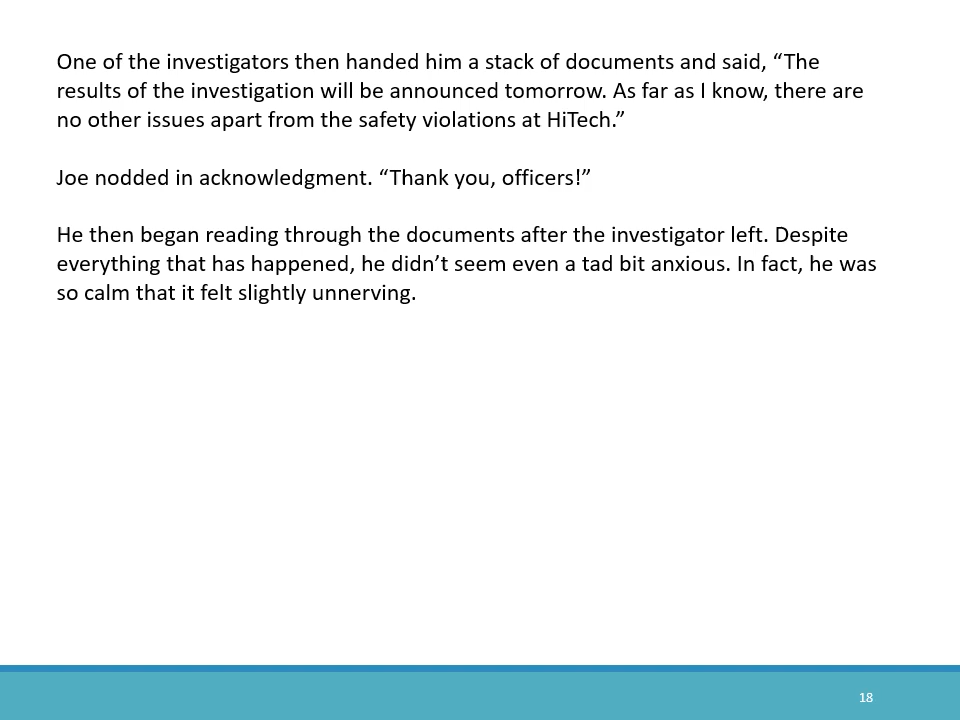 One of the investigators then handed him a stack of documents and said, “The
results of the investigation will be announced tomorrow. As far as I know, there are
no other issues apart from the safety violations at HiTech.”
Joe nodded in acknowledgment. “Thank you, officers!”
He then began reading through the documents after the investigator left. Despite
everything that has happened, he didn’t seem even a tad bit anxious. In fact, he was
so calm that it felt slightly unnerving.
18